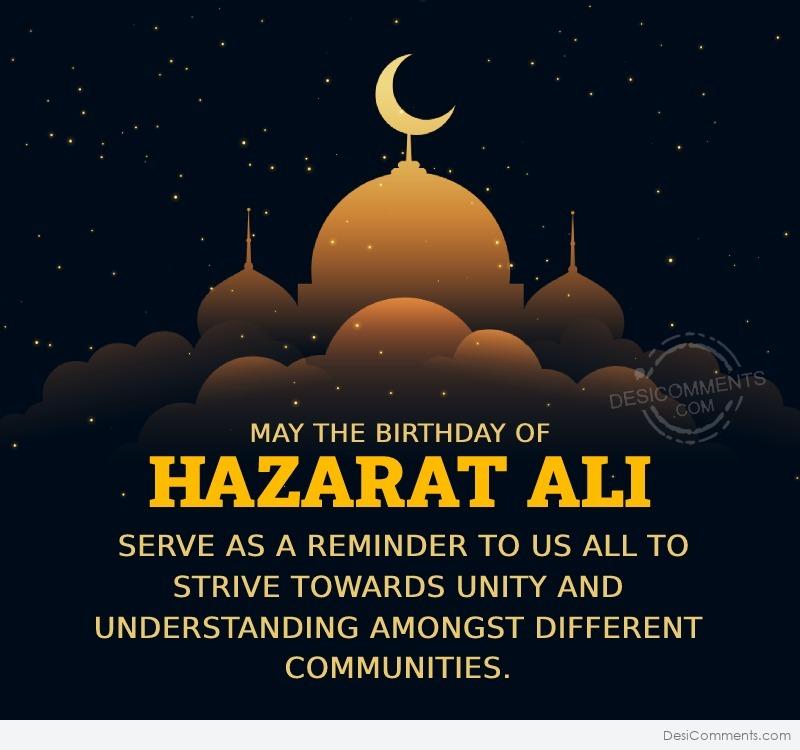 DESICOMMENTS
.COM
MAY THE BIRTHDAY OF
HAZARAT ALI
SERVE AS A REMINDER TO US ALL TO
STRIVE TOWARDS UNITY AND
UNDERSTANDING AMONGST DIFFERENT
COMMUNITIES.
DesiComments.com